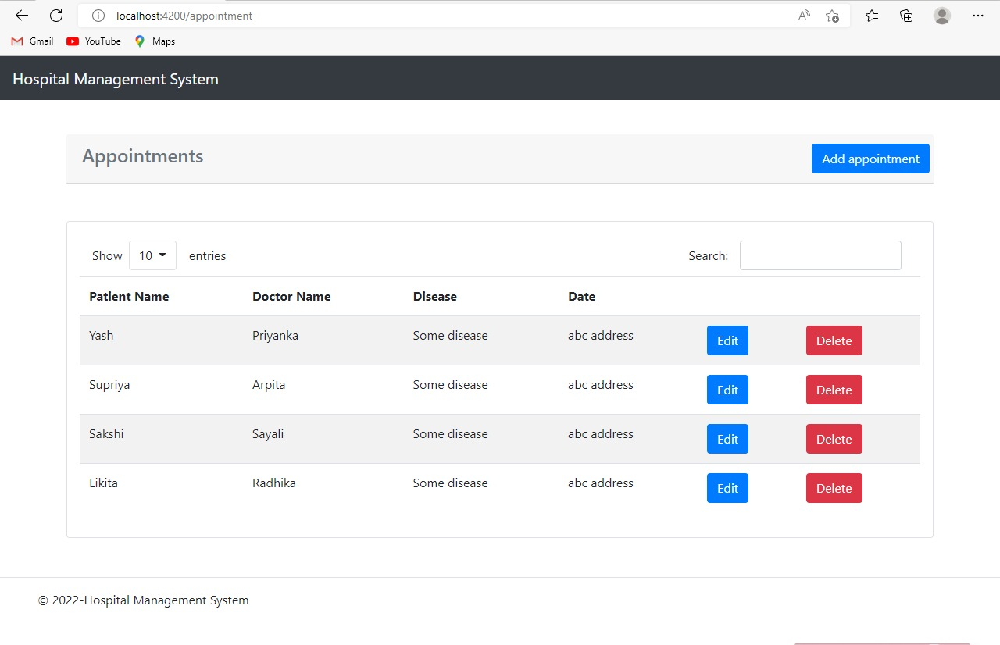 localhost:4200/appointment
Gmail YouTube Maps
Hospital Management System
Appointments Add appointment
Show 10 entries Search:
Patient Name Doctor Name Disease Date
Yash Priyanka Some disease abc address Edit Delete
Supriya Arpita Some disease abc address Edit Delete
Sakshi Sayali Some disease abc address Edit Delete
Likita Radhika Some disease abc address Edit Delete
© 2022-Hospital Management System